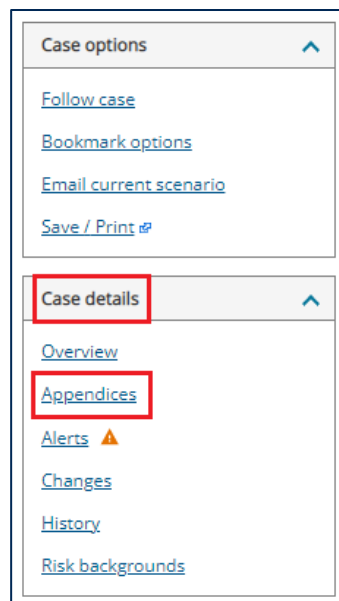 Case options
Follow case
Bookmark options
Email current scenario
Save / Print
Case details
Overview
Appendices
Alerts
Changes
History
Risk backgrounds